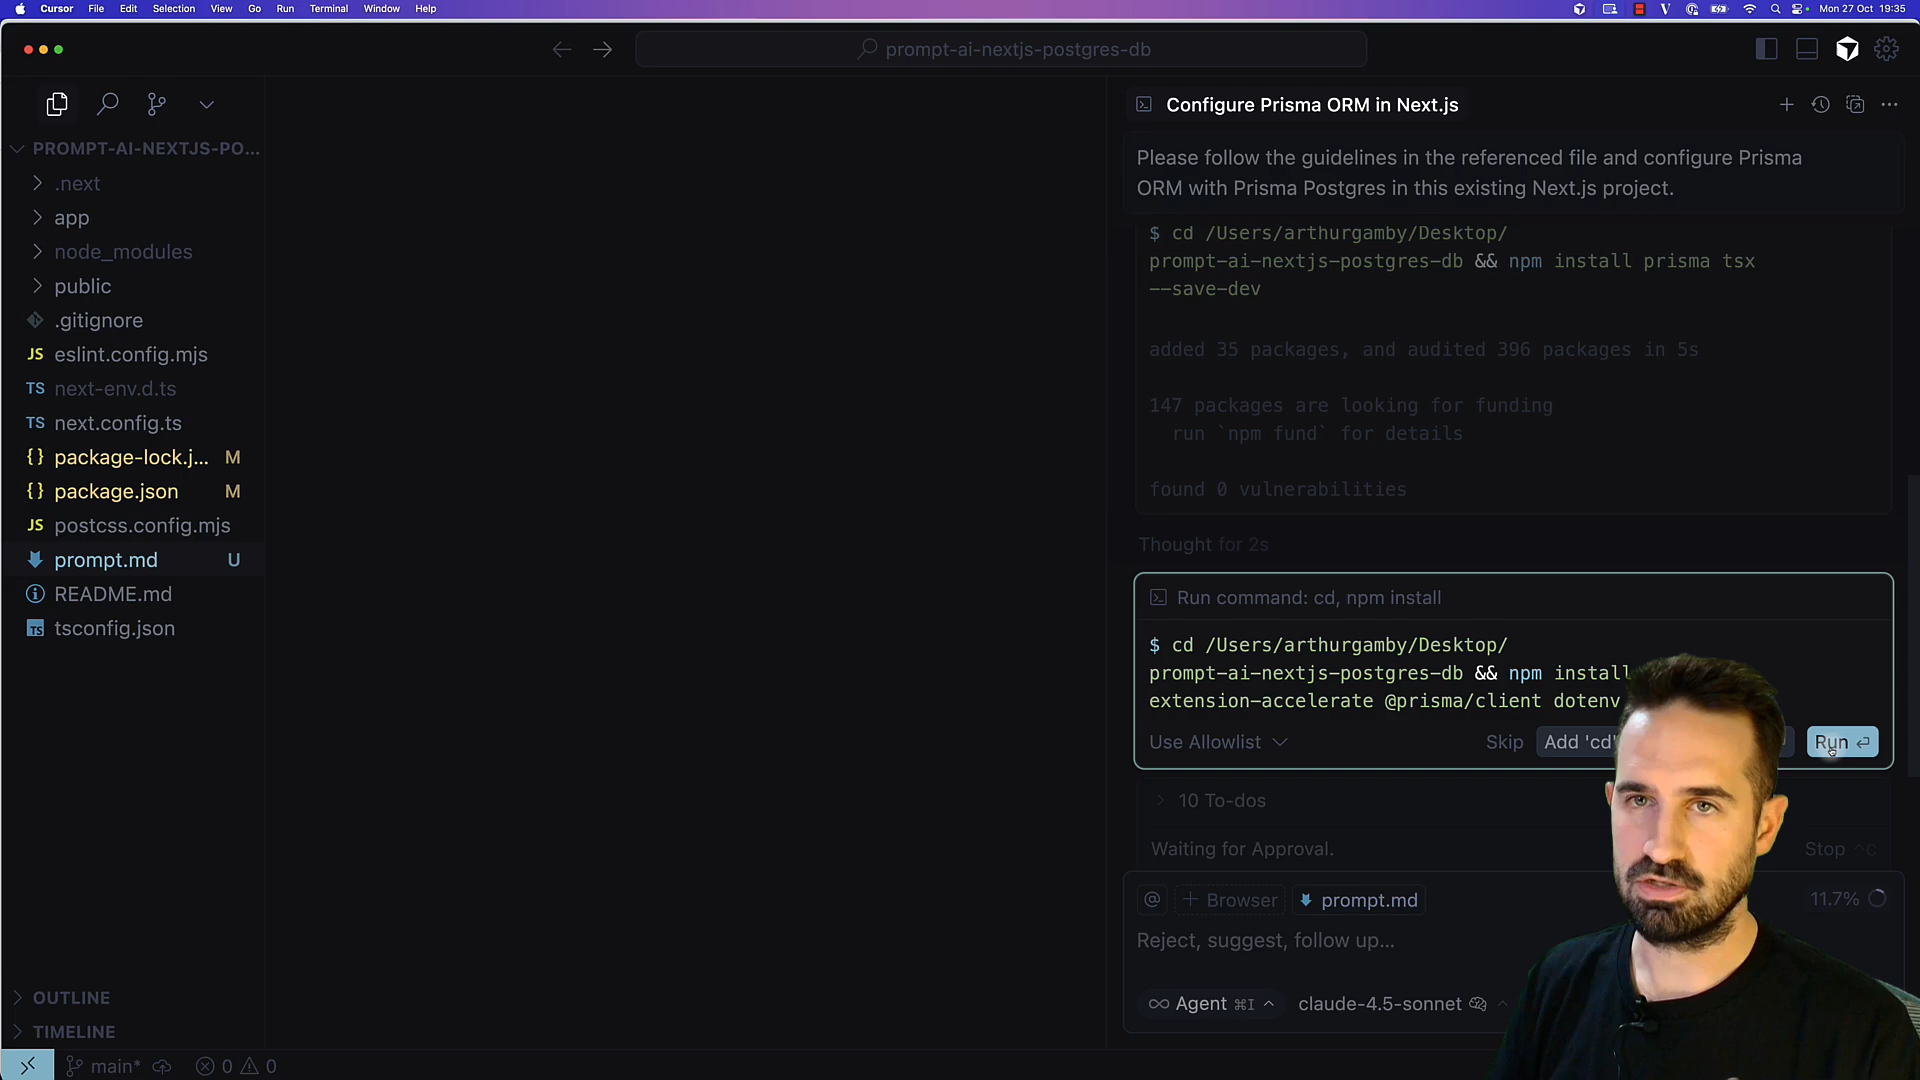 Cursor File Edit Selection View Go Run Terminal Window Help Mon 27 Oct 19:35
prompt-ai-nextjs-postgres-db
PROMPT-AI-NEXTJS-PO...
.next
app
node_modules
public
.gitignore
JS eslint.config.mjs
TS next-env.d.ts
TS next.config.ts
{} package-lock.j... M
{} package.json M
JS postcss.config.mjs
prompt.md U
README.md
TS tsconfig.json
OUTLINE
TIMELINE
main* 0 0
Configure Prisma ORM in Next.js
Please follow the guidelines in the referenced file and configure Prisma
ORM with Prisma Postgres in this existing Next.js project.
$ cd /Users/arthurgamby/Desktop/
prompt-ai-nextjs-postgres-db && npm install prisma tsx
--save-dev
added 35 packages, and audited 396 packages in 5s
147 packages are looking for funding
run `npm fund` for details
found 0 vulnerabilities
Thought for 2s
Run command: cd, npm install
$ cd /Users/arthurgamby/Desktop/
prompt-ai-nextjs-postgres-db && npm install
extension-accelerate @prisma/client dotenv
Use Allowlist Skip Add 'cd' Run
10 To-dos
Waiting for Approval. Stop ^C
@ + Browser prompt.md 11.7%
Reject, suggest, follow up...
Agent ⌘I claude-4.5-sonnet